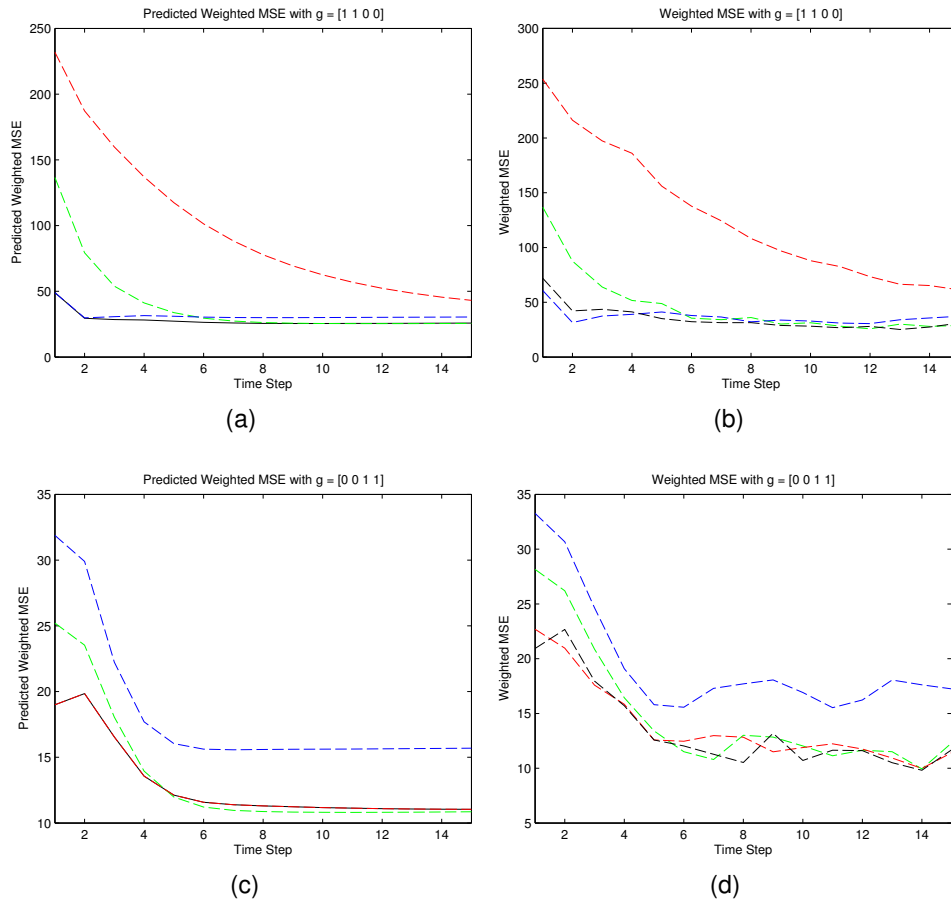 Predicted Weighted MSE with g = [1 1 0 0]
250
200
150
100
50
0
Predicted Weighted MSE
2 4 6 8 10 12 14
Time Step
(a)
Weighted MSE with g = [1 1 0 0]
300
250
200
150
100
50
0
Weighted MSE
2 4 6 8 10 12 14
Time Step
(b)
Predicted Weighted MSE with g = [0 0 1 1]
35
30
25
20
15
10
Predicted Weighted MSE
2 4 6 8 10 12 14
Time Step
(c)
Weighted MSE with g = [0 0 1 1]
35
30
25
20
15
10
5
Weighted MSE
2 4 6 8 10 12 14
Time Step
(d)